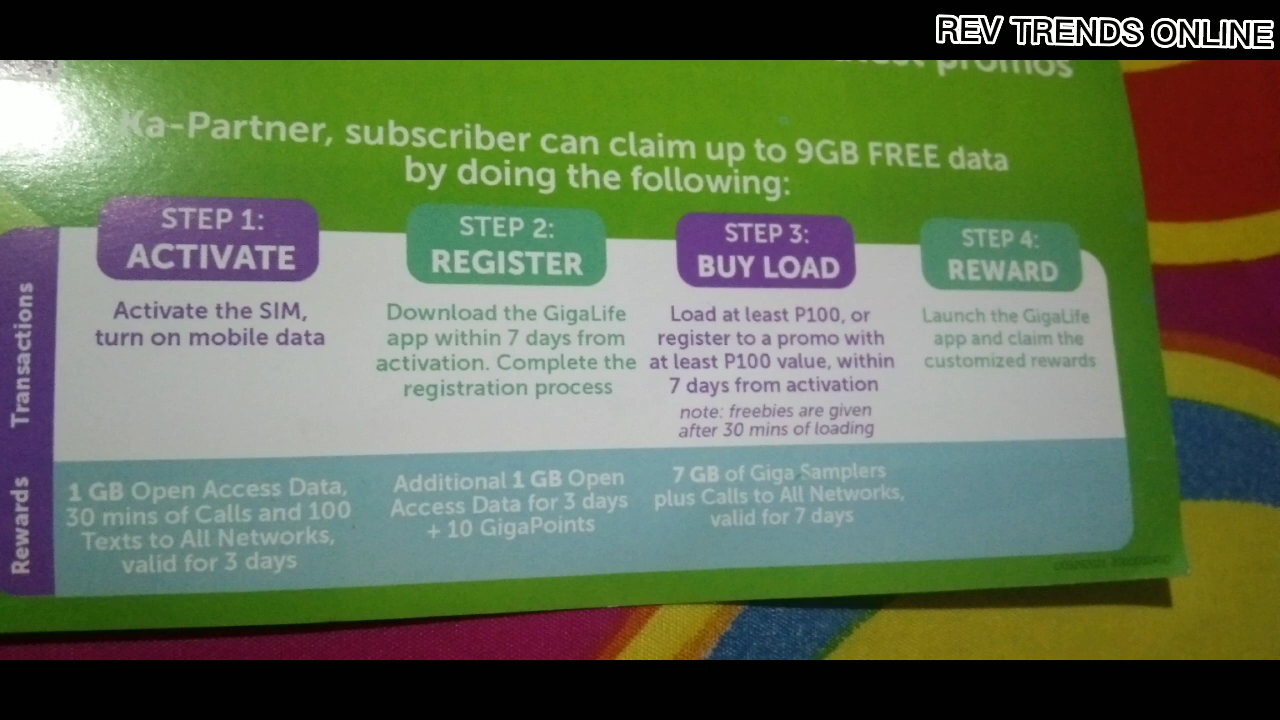 REV TRENDS ONLINE
promos
Ka-Partner, subscriber can claim up to 9GB FREE data
by doing the following:
Transactions
STEP 1:
ACTIVATE
Activate the SIM,
turn on mobile data
STEP 2:
REGISTER
Download the GigaLife
app within 7 days from
activation. Complete the
registration process
STEP 3:
BUY LOAD
Load at least P100, or
register to a promo with
at least P100 value, within
7 days from activation
note: freebies are given
after 30 mins of loading
STEP 4:
REWARD
Launch the GigaLife
app and claim the
customized rewards
Rewards
1 GB Open Access Data,
30 mins of Calls and 100
Texts to All Networks,
valid for 3 days
Additional 1 GB Open
Access Data for 3 days
+ 10 GigaPoints
7 GB of Giga Samplers
plus Calls to All Networks,
valid for 7 days